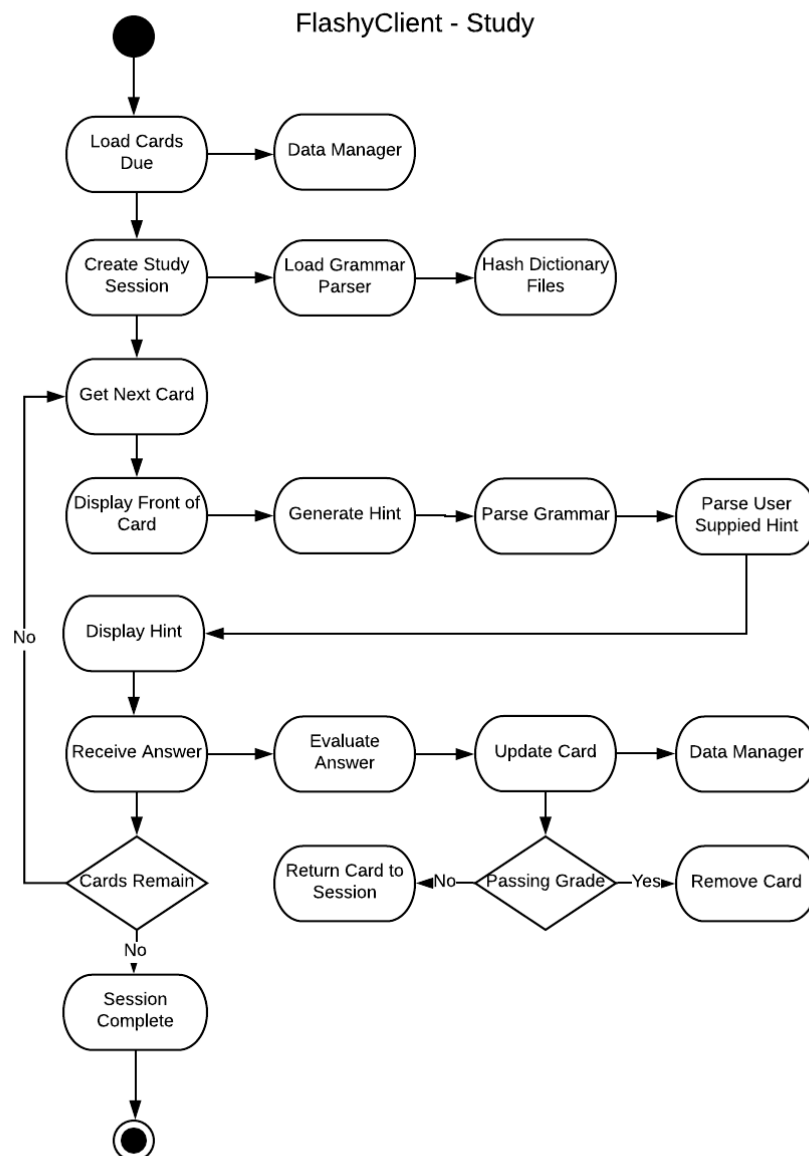 FlashyClient - Study
Load Cards
Due
Data Manager
Create Study
Session
Load Grammar
Parser
Hash Dictionary
Files
Get Next Card
Display Front of
Card
Generate Hint
Parse Grammar
Parse User
Suppied Hint
No
Display Hint
Receive Answer
Evaluate
Answer
Update Card
Data Manager
Cards Remain
Return Card to
Session
No
Passing Grade
Yes
Remove Card
No
Session
Complete